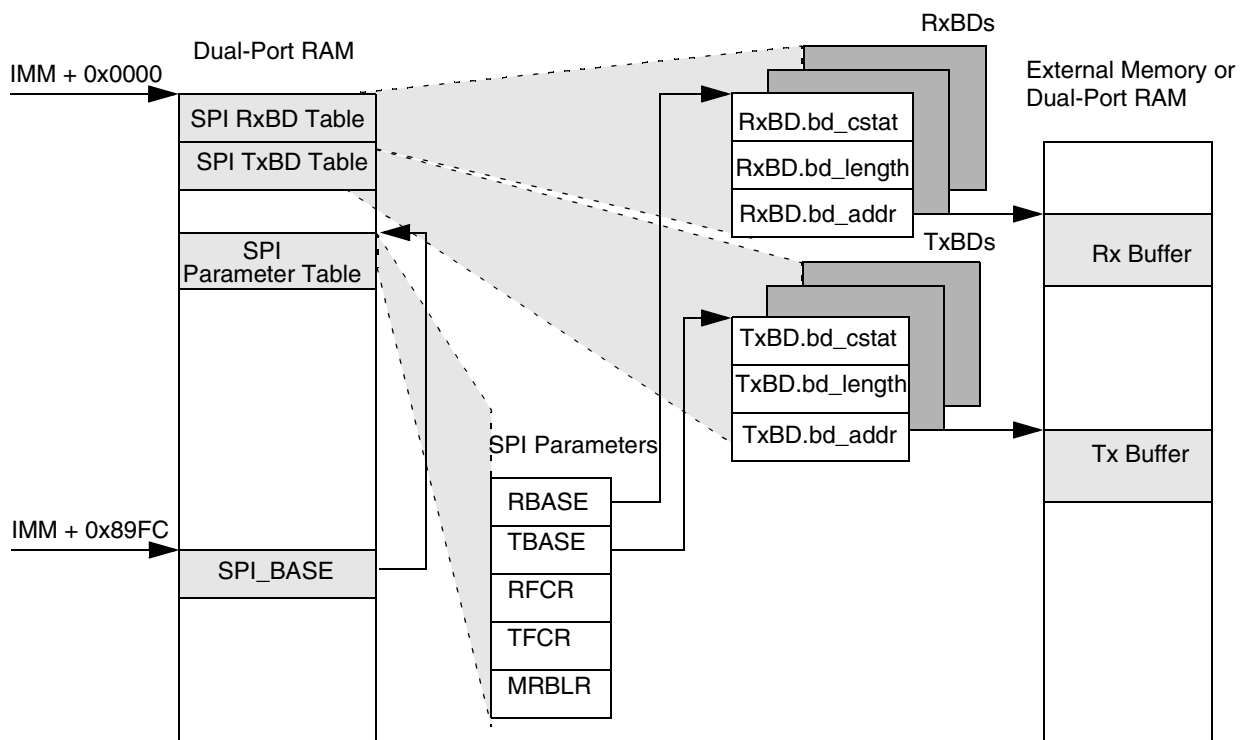 RxBDs
Dual-Port RAM
External Memory or
Dual-Port RAM
IMM + 0x0000
SPI RxBD Table
SPI TxBD Table
SPI
Parameter Table
RxBD.bd_cstat
RxBD.bd_length
RxBD.bd_addr
TxBDs
Rx Buffer
TxBD.bd_cstat
TxBD.bd_length
TxBD.bd_addr
Tx Buffer
SPI Parameters
RBASE
TBASE
RFCR
TFCR
MRBLR
IMM + 0x89FC
SPI_BASE